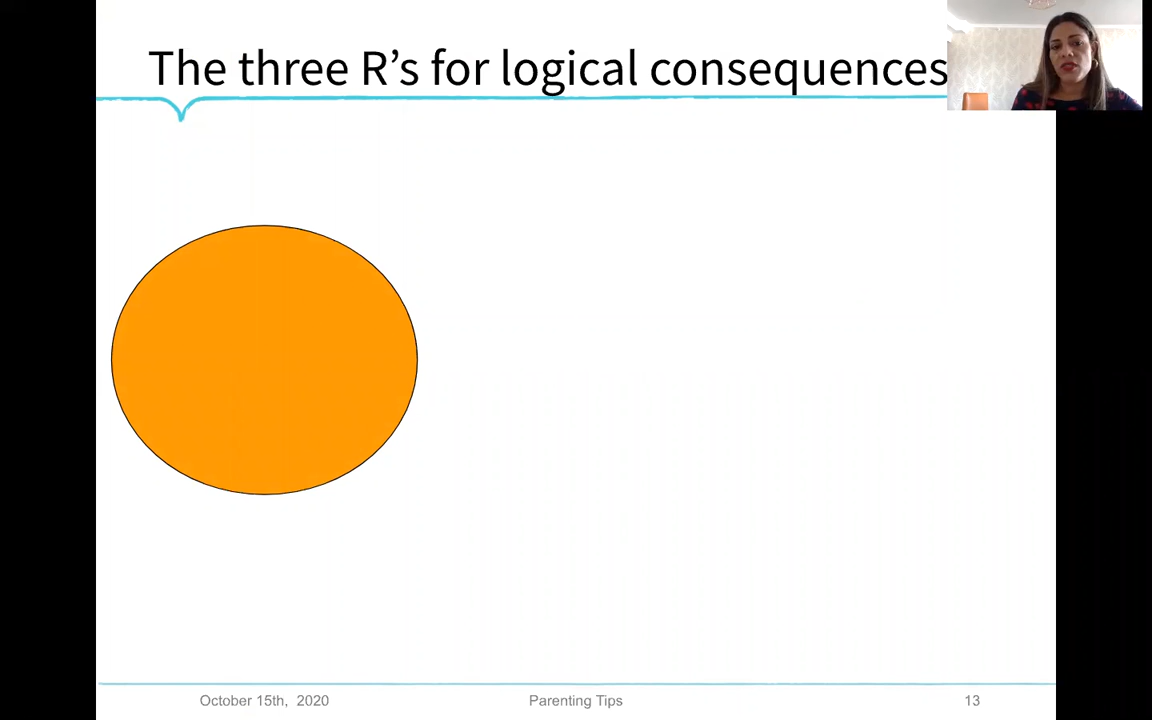 The three R’s for logical consequences
October 15th,  2020
Parenting Tips
13